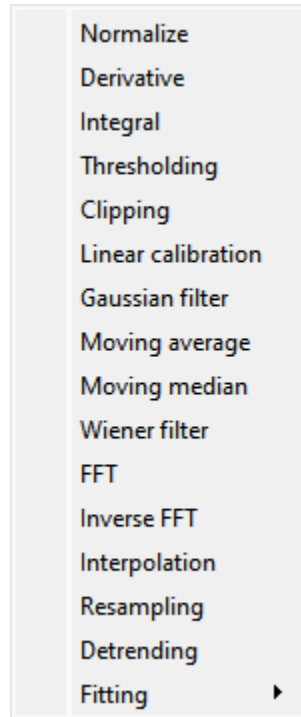 Normalize
Derivative
Integral
Thresholding
Clipping
Linear calibration
Gaussian filter
Moving average
Moving median
Wiener filter
FFT
Inverse FFT
Interpolation
Resampling
Detrending
Fitting